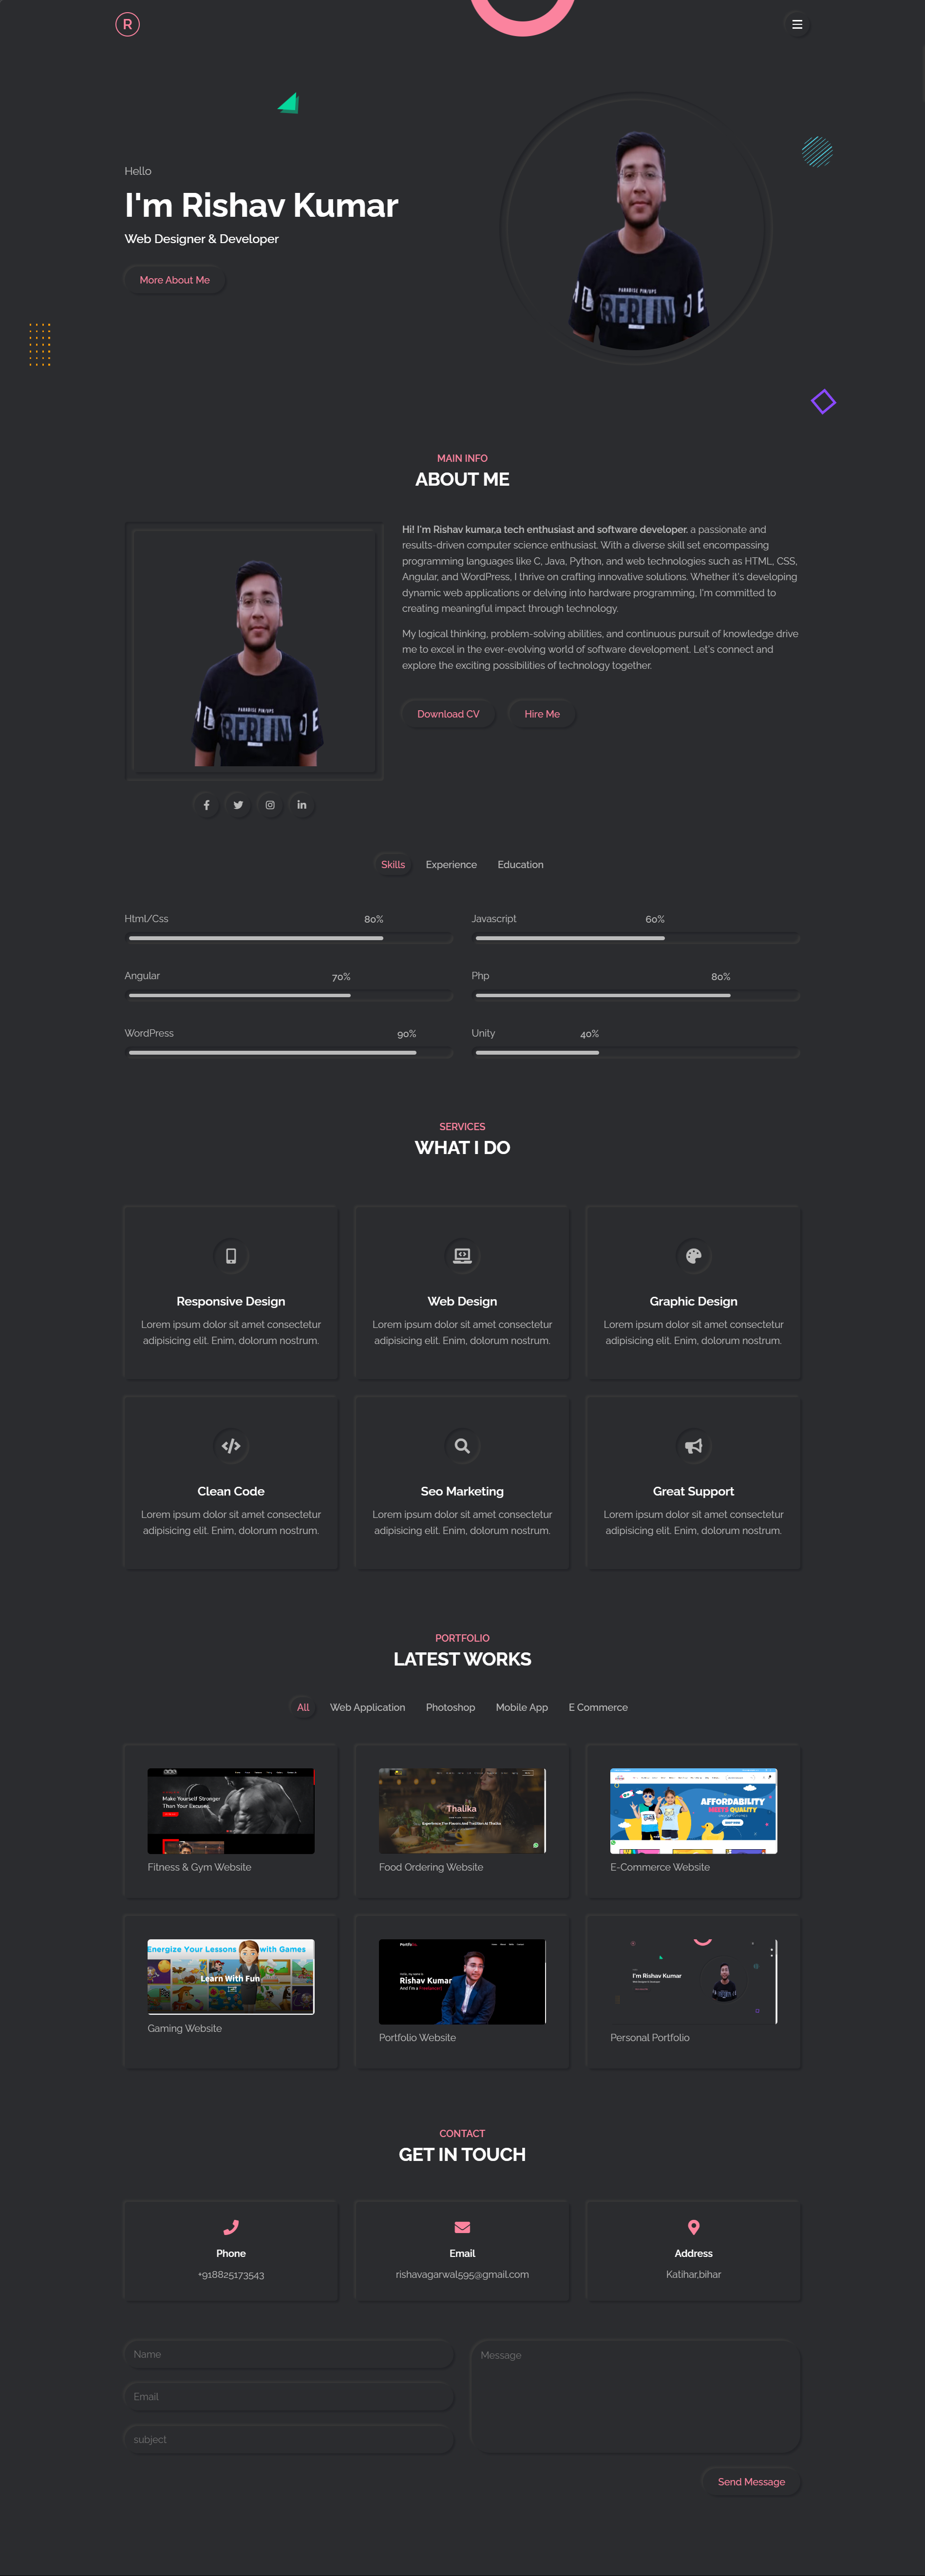 R
Hello
I'm Rishav Kumar
Web Designer & Developer
More About Me
PARADISE PIN/UPS
BERLIN
MAIN INFO
ABOUT ME
PARADISE PIN/UPS
BERLIN
Hi! I'm Rishav kumar,a tech enthusiast and software developer. a passionate and
results-driven computer science enthusiast. With a diverse skill set encompassing
programming languages like C, Java, Python, and web technologies such as HTML, CSS,
Angular, and WordPress, I thrive on crafting innovative solutions. Whether it's developing
dynamic web applications or delving into hardware programming, I'm committed to
creating meaningful impact through technology.
My logical thinking, problem-solving abilities, and continuous pursuit of knowledge drive
me to excel in the ever-evolving world of software development. Let's connect and
explore the exciting possibilities of technology together.
Download CV Hire Me
Skills Experience Education
Html/Css 80%
Javascript 60%
Angular 70%
Php 80%
WordPress 90%
Unity 40%
SERVICES
WHAT I DO
Responsive Design
Lorem ipsum dolor sit amet consectetur
adipisicing elit. Enim, dolorum nostrum.
Web Design
Lorem ipsum dolor sit amet consectetur
adipisicing elit. Enim, dolorum nostrum.
Graphic Design
Lorem ipsum dolor sit amet consectetur
adipisicing elit. Enim, dolorum nostrum.
Clean Code
Lorem ipsum dolor sit amet consectetur
adipisicing elit. Enim, dolorum nostrum.
Seo Marketing
Lorem ipsum dolor sit amet consectetur
adipisicing elit. Enim, dolorum nostrum.
Great Support
Lorem ipsum dolor sit amet consectetur
adipisicing elit. Enim, dolorum nostrum.
PORTFOLIO
LATEST WORKS
All Web Application Photoshop Mobile App E Commerce
Make Yourself Stronger
Than Your Excuses.
Fitness & Gym Website
Thalika
Food Ordering Website
AFFORDABILITY
MEETS QUALITY
E-Commerce Website
Energize Your Lessons with Games
Learn With Fun
Gaming Website
Rishav Kumar
And I'm a
Portfolio Website
I'm Rishav Kumar
Personal Portfolio
CONTACT
GET IN TOUCH
Phone
+918825173543
Email
rishavagarwal595@gmail.com
Address
Katihar,bihar
Name
Email
subject
Message
Send Message